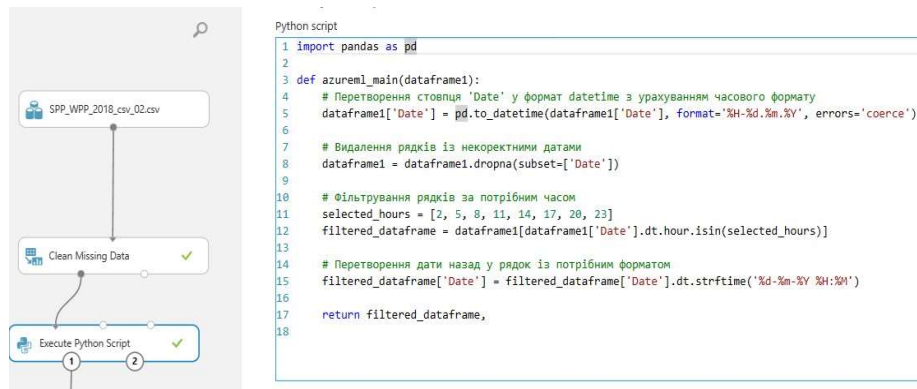 SPP_WPP_2018_csv_02.csv
Clean Missing Data
Execute Python Script
1
2
Python script
1 import pandas as pd
2
3 def azureml_main(dataframe1):
4     # Перетворення стовпця 'Date' у формат datetime з урахуванням часового формату
5     dataframe1['Date'] = pd.to_datetime(dataframe1['Date'], format='%H-%d.%m.%Y', errors='coerce')
6
7     # Видалення рядків із некоректними датами
8     dataframe1 = dataframe1.dropna(subset=['Date'])
9
10     # Фільтрування рядків за потрібним часом
11     selected_hours = [2, 5, 8, 11, 14, 17, 20, 23]
12     filtered_dataframe = dataframe1[dataframe1['Date'].dt.hour.isin(selected_hours)]
13
14     # Перетворення дати назад у рядок із потрібним форматом
15     filtered_dataframe['Date'] = filtered_dataframe['Date'].dt.strftime('%d-%m-%Y %H:%M')
16
17     return filtered_dataframe,
18